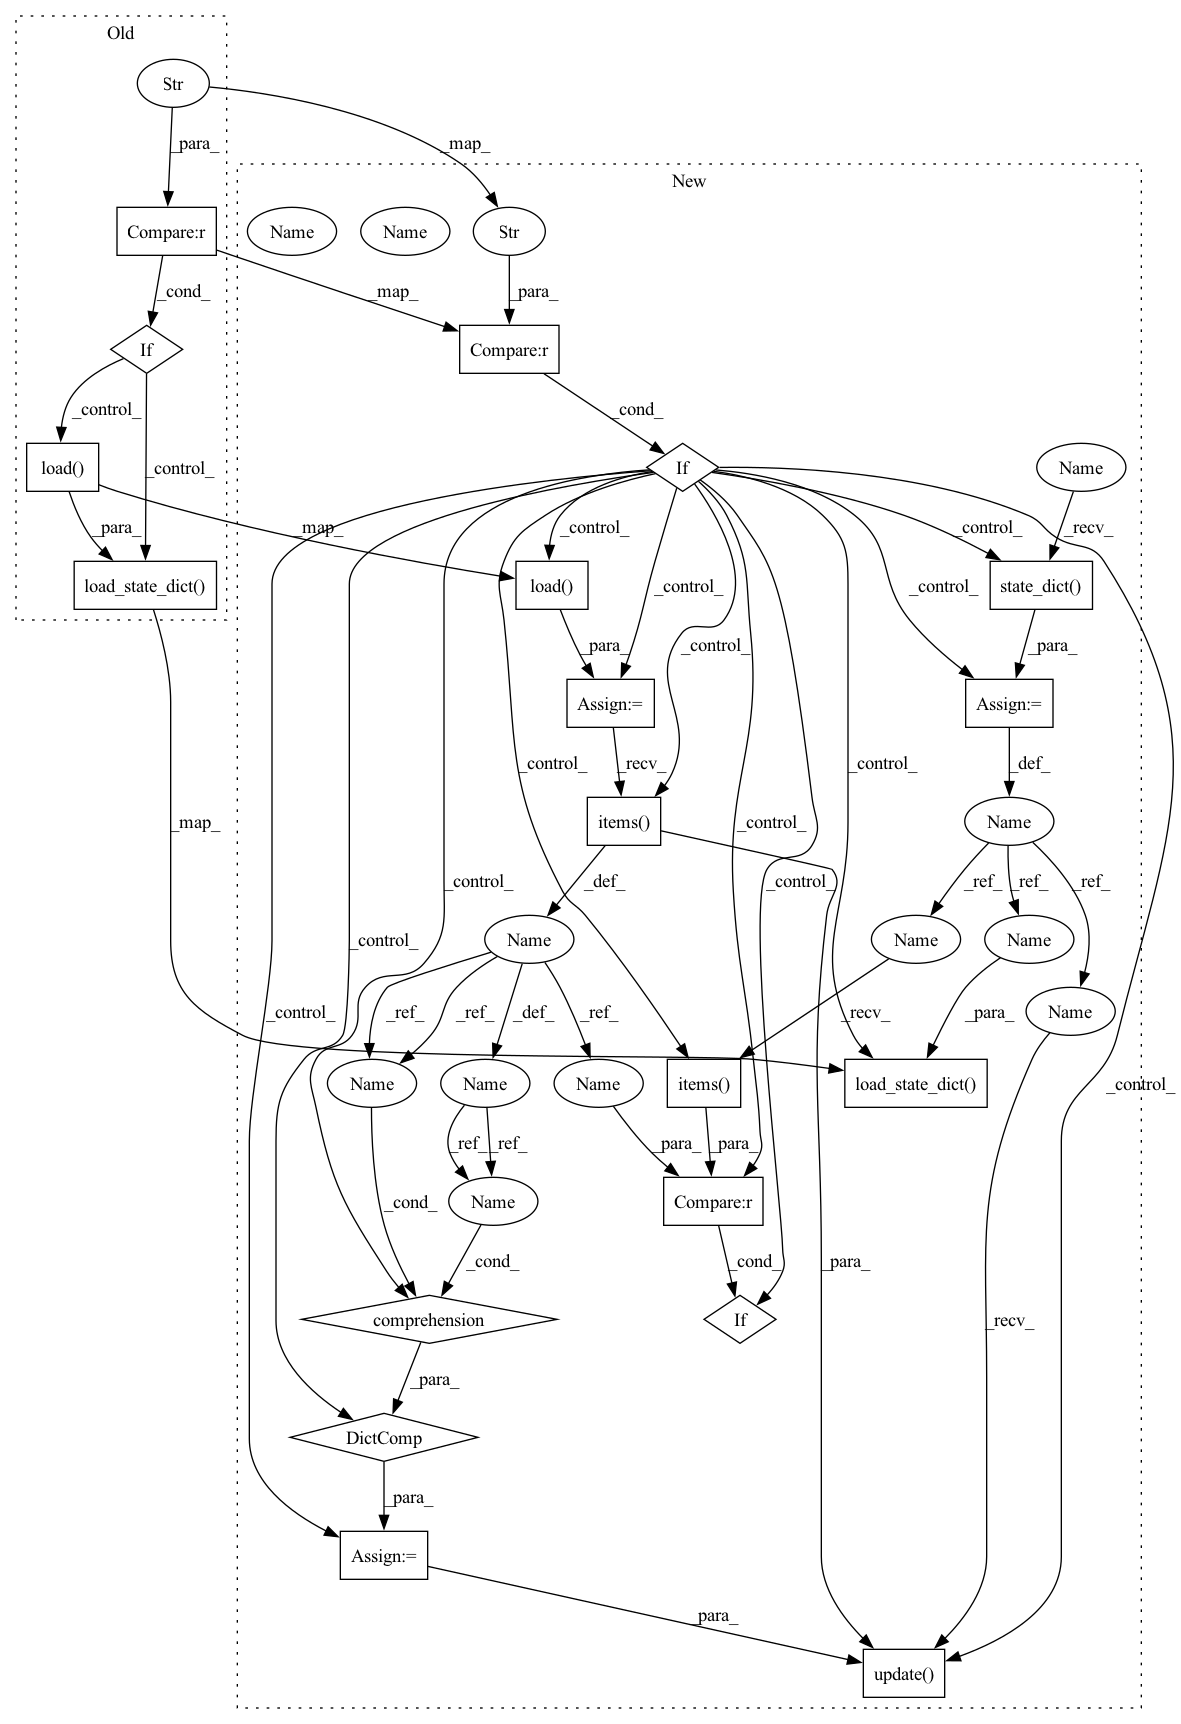 Old
Str
_para_
_map_
New
Compare:r
Name
Name
Str
_cond_
_map_
_para_
If
Compare:r
_control_
_cond_
load()
_control_
If
Name
_para_
_map_
_control_
_control_
_recv_
load_state_dict()
load()
_control_
_control_
state_dict()
_para_
_control_
_para_
Assign:=
Assign:=
_control_
_recv_
_control_
_def_
_map_
items()
_control_
Name
_control_
_def_
_control_
_ref_
_ref_
_ref_
_control_
Name
Name
Name
_control_
_ref_
_ref_
_def_
_ref_
_recv_
_para_
Name
Name
Name
Name
items()
load_state_dict()
_control_
_ref_
_ref_
_para_
_para_
_cond_
Name
Compare:r
_cond_
_cond_
_para_
comprehension
If
_recv_
_para_
DictComp
_para_
Assign:=
_para_
update()